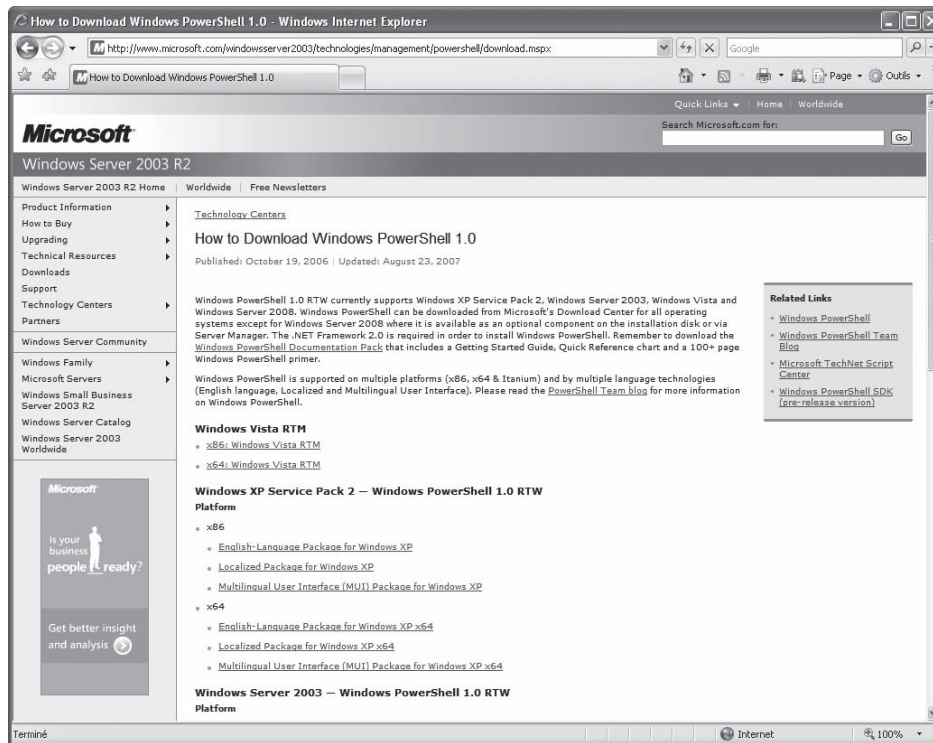 How to Download Windows PowerShell 1.0 - Windows Internet Explorer
http://www.microsoft.com/windowsserver2003/technologies/management/powershell/download.mspx
Google
How to Download Windows PowerShell 1.0
Page
Outils
Quick Links | Home | Worldwide
Microsoft
Search Microsoft.com for:
Go
Windows Server 2003 R2
Windows Server 2003 R2 Home | Worldwide | Free Newsletters
Product Information
How to Buy
Upgrading
Technical Resources
Downloads
Support
Technology Centers
Partners
Windows Server Community
Windows Family
Microsoft Servers
Windows Small Business
Server 2003 R2
Windows Server Catalog
Windows Server 2003
Worldwide
Microsoft
Is your
business
people ready?
Get better insight
and analysis
Technology Centers
How to Download Windows PowerShell 1.0
Published: October 19, 2006 | Updated: August 23, 2007
Windows PowerShell 1.0 RTW currently supports Windows XP Service Pack 2, Windows Server 2003, Windows Vista and
Windows Server 2008. Windows PowerShell can be downloaded from Microsoft's Download Center for all operating
systems except for Windows Server 2008 where it is available as an optional component on the installation disk or via
Server Manager. The .NET Framework 2.0 is required in order to install Windows PowerShell. Remember to download the
Windows PowerShell Documentation Pack that includes a Getting Started Guide, Quick Reference chart and a 100+ page
Windows PowerShell primer.
Windows PowerShell is supported on multiple platforms (x86, x64 & Itanium) and by multiple language technologies
(English language, Localized and Multilingual User Interface). Please read the PowerShell Team blog for more information
on Windows PowerShell.
Windows Vista RTM
x86: Windows Vista RTM
x64: Windows Vista RTM
Windows XP Service Pack 2 — Windows PowerShell 1.0 RTW
Platform
x86
English-Language Package for Windows XP
Localized Package for Windows XP
Multilingual User Interface (MUI) Package for Windows XP
x64
English-Language Package for Windows XP x64
Localized Package for Windows XP x64
Multilingual User Interface (MUI) Package for Windows XP x64
Windows Server 2003 — Windows PowerShell 1.0 RTW
Platform
Related Links
Windows PowerShell
Windows PowerShell Team
Blog
Microsoft TechNet Script
Center
Windows PowerShell SDK
(pre-release version)
Terminé
Internet
100%